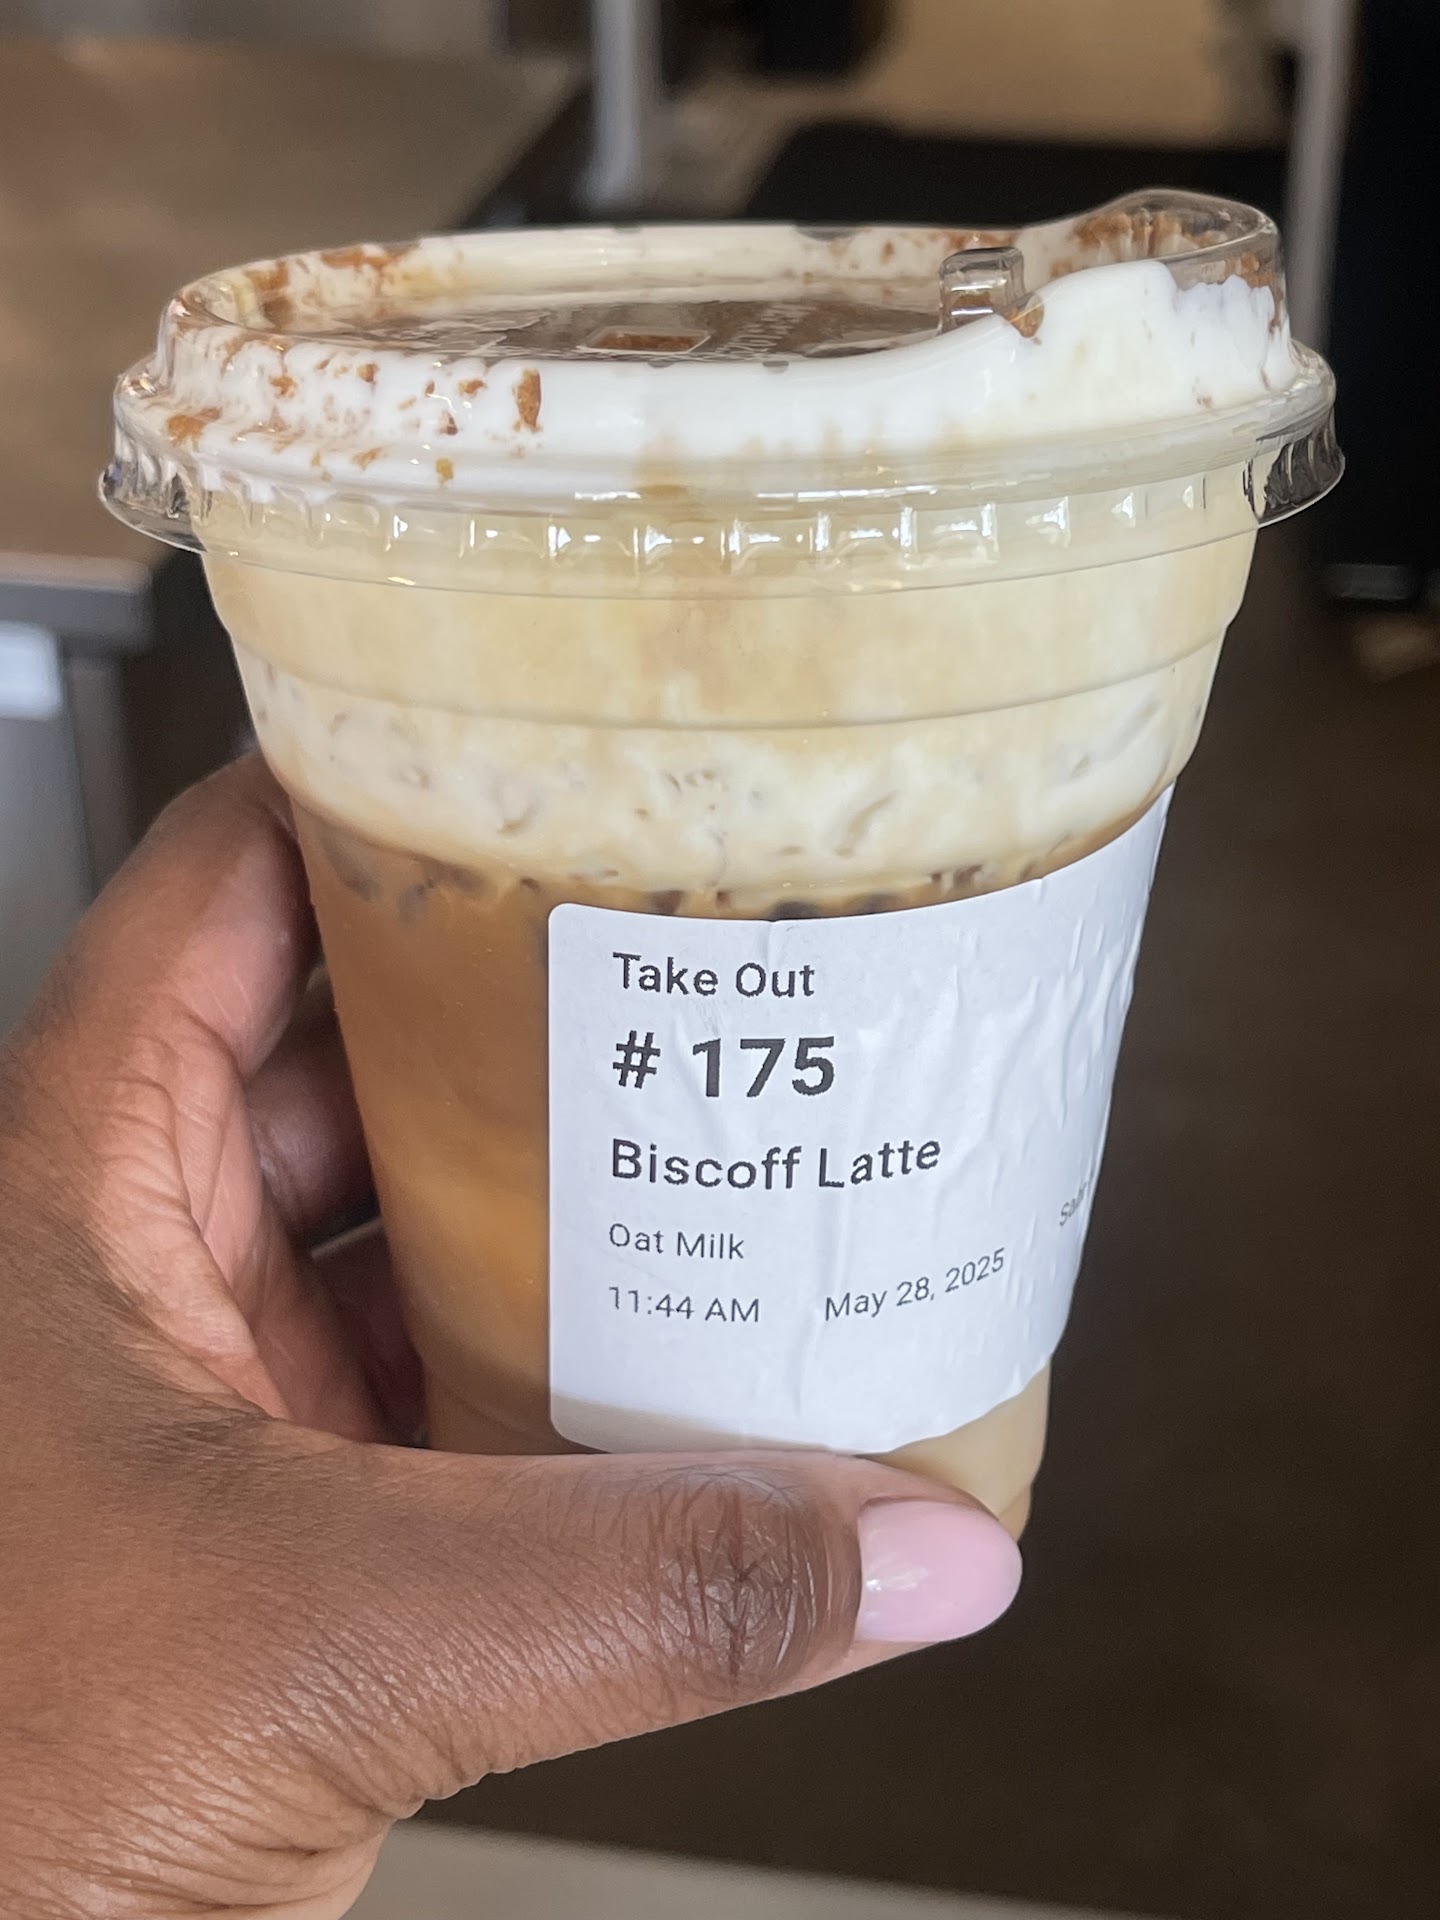 Take Out
# 175
Biscoff Latte
Oat Milk
11:44 AM May 28, 2025